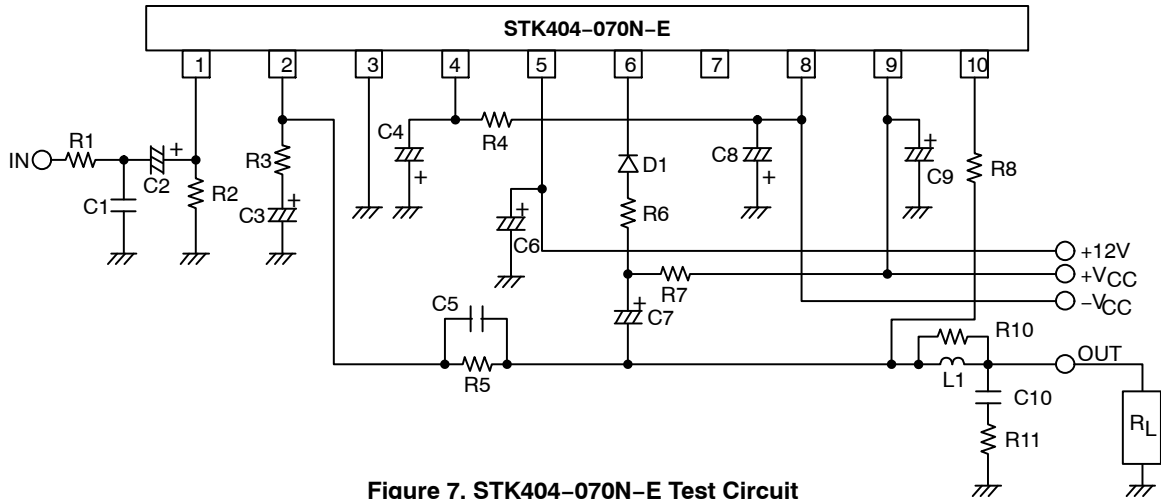 STK404−070N−E
1 2 3 4 5 6 7 8 9 10
C4
R4
R1
IN
C2 +
R3
C8
D1
C9 +
R8
C1
R2
+
+
+
C3
+
C6
R6
+12V
+VCC
R7
C5
+
C7
−VCC
R10
OUT
R5
L1
C10
RL
R11
Figure 7. STK404−070N−E Test Circuit